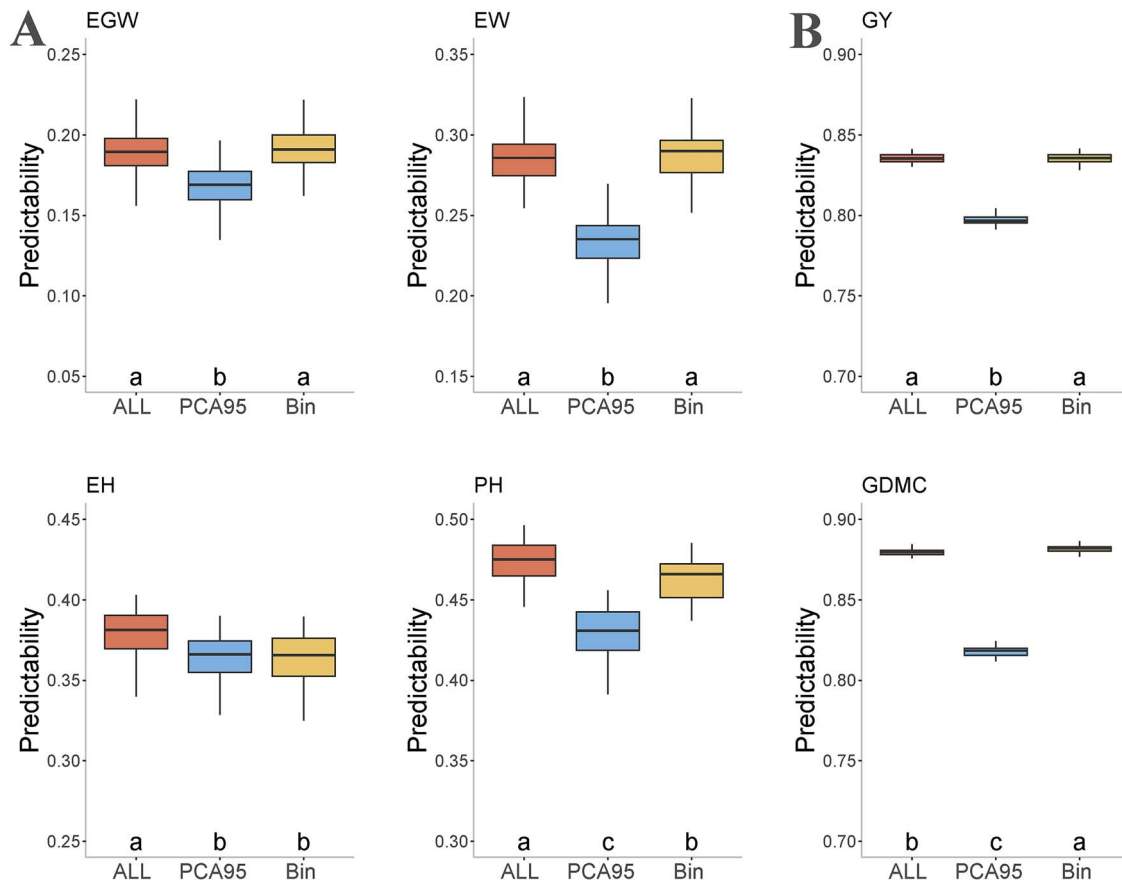 A
EGW
Predictability
0.25
0.20
0.15
0.10
0.05
a b a
ALL PCA95 Bin
EW
Predictability
0.35
0.30
0.25
0.20
0.15
a b a
ALL PCA95 Bin
B
GY
Predictability
0.90
0.85
0.80
0.75
0.70
a b a
ALL PCA95 Bin
EH
Predictability
0.45
0.40
0.35
0.30
0.25
a b b
ALL PCA95 Bin
PH
Predictability
0.50
0.45
0.40
0.45
0.30
a c b
ALL PCA95 Bin
GDMC
Predictability
0.90
0.85
0.80
0.75
0.70
b c a
ALL PCA95 Bin